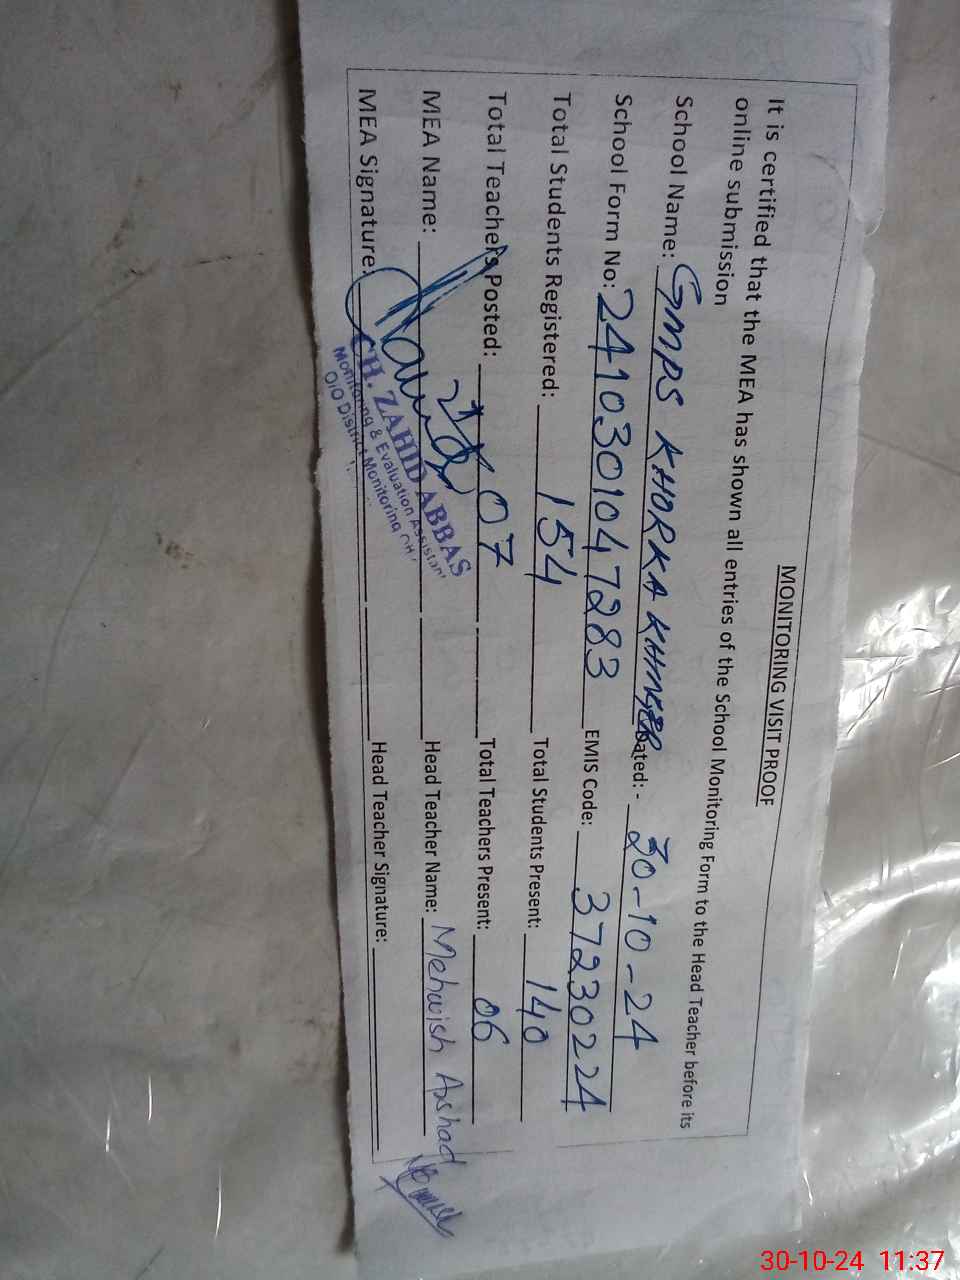 MONITORING VISIT PROOF
It is certified that the MEA has shown all entries of the School Monitoring Form to the Head Teacher before its
online submission
School Name: GMPS KHORKA KHINGER Dated:- 30-10-24
School Form No: 2410301047283 EMIS Code: 37230224
Total Students Registered: 154 Total Students Present: 140
Total Teachers Posted: 07 Total Teachers Present: 06
MEA Name: Head Teacher Name: Mehwish Arshad
MEA Signature: Head Teacher Signature:
CH. ZAHID ABBAS
Monitoring & Evaluation Assistant
O/O District Monitoring
30-10-24 11:37